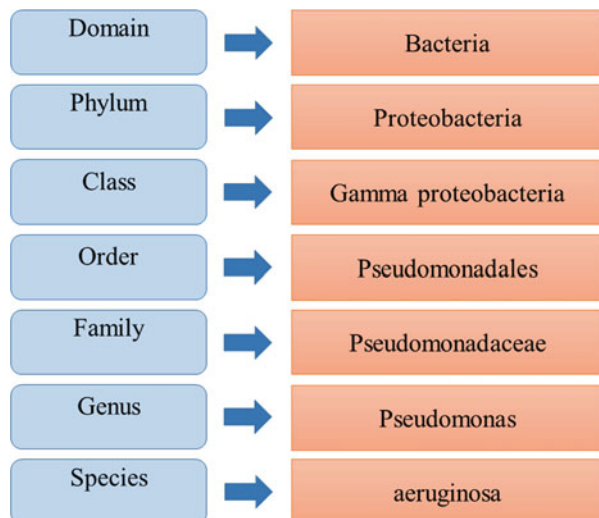 Domain
Bacteria
Phylum
Proteobacteria
Class
Gamma proteobacteria
Order
Pseudomonadales
Family
Pseudomonadaceae
Genus
Pseudomonas
Species
aeruginosa